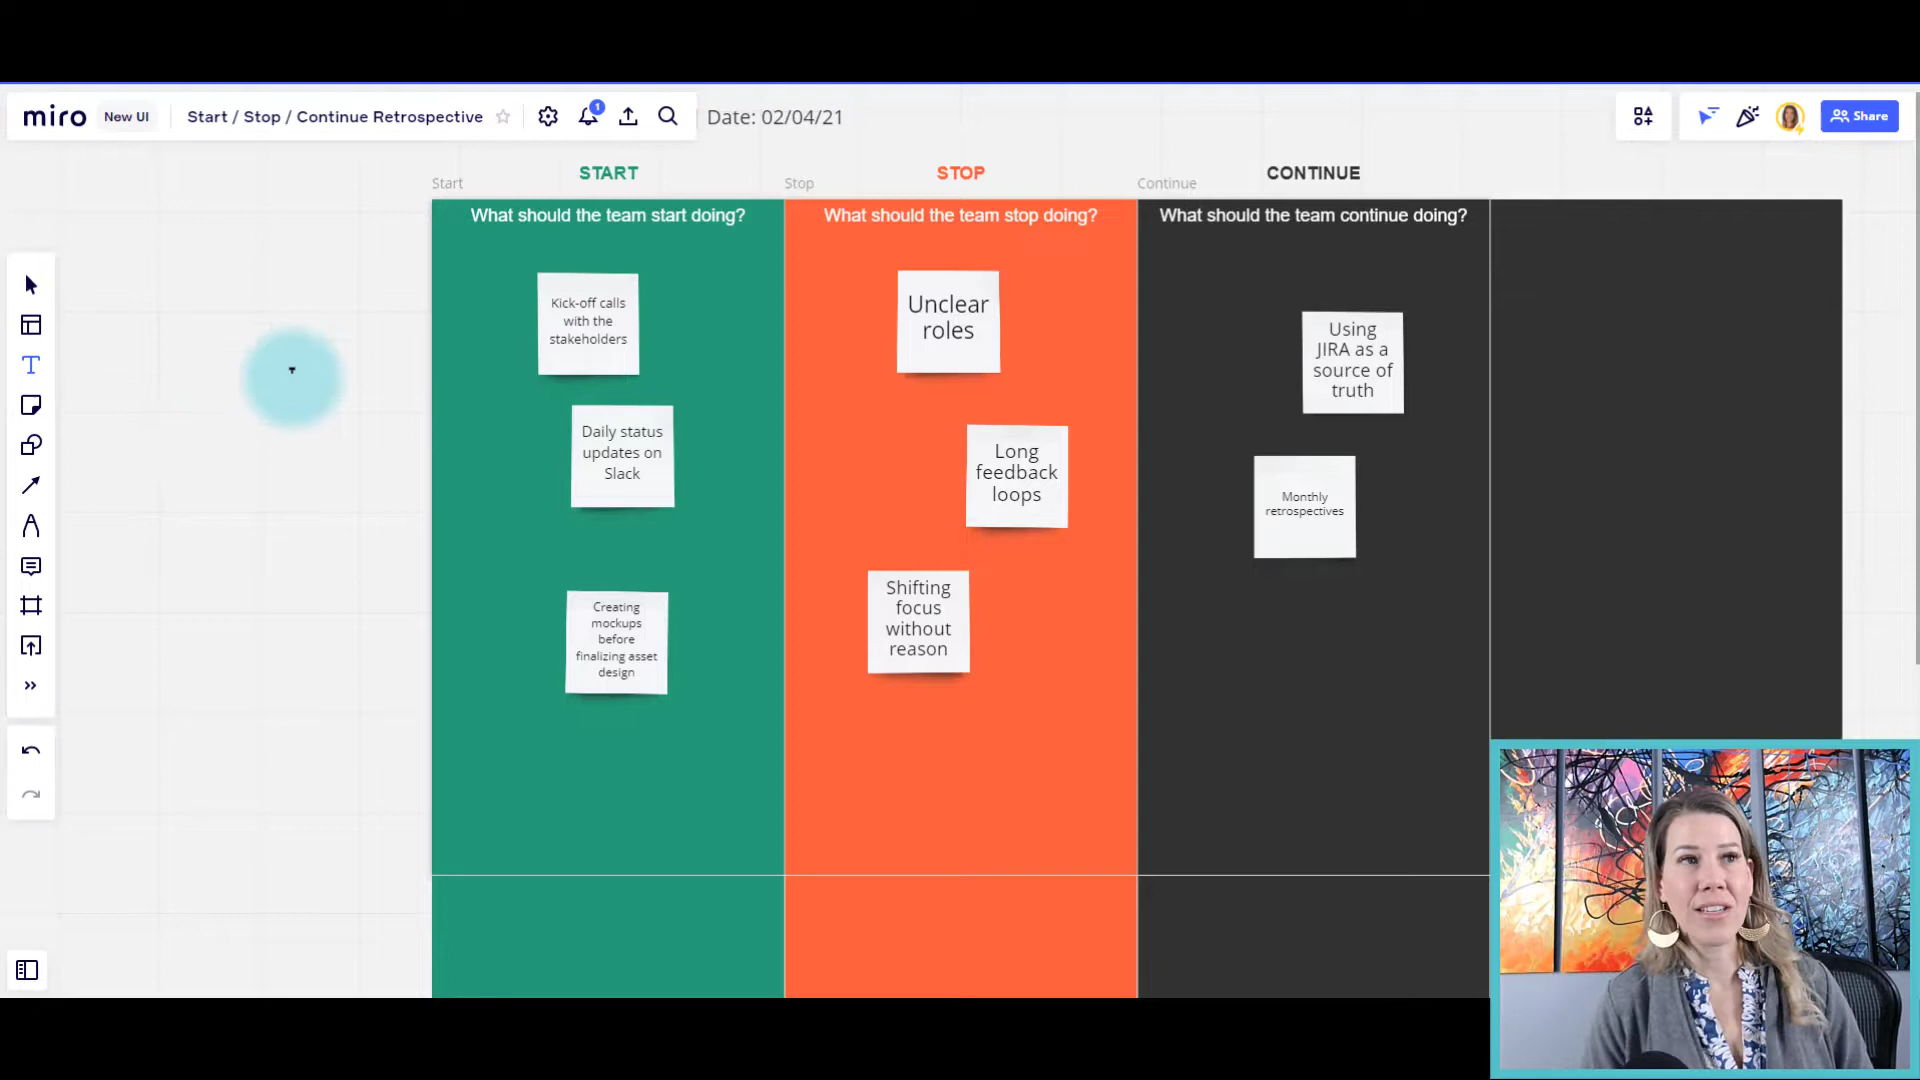 miro
New UI
Start / Stop / Continue Retrospective
1
Date: 02/04/21
Share
START
STOP
CONTINUE
Start
Stop
Continue
What should the team start doing?
What should the team stop doing?
What should the team continue doing?
Kick-off calls
with the
stakeholders
Daily status
updates on
Slack
Creating
mockups
before
finalizing asset
design
Unclear
roles
Long
feedback
loops
Shifting
focus
without
reason
Using
JIRA as a
source of
truth
Monthly
retrospectives